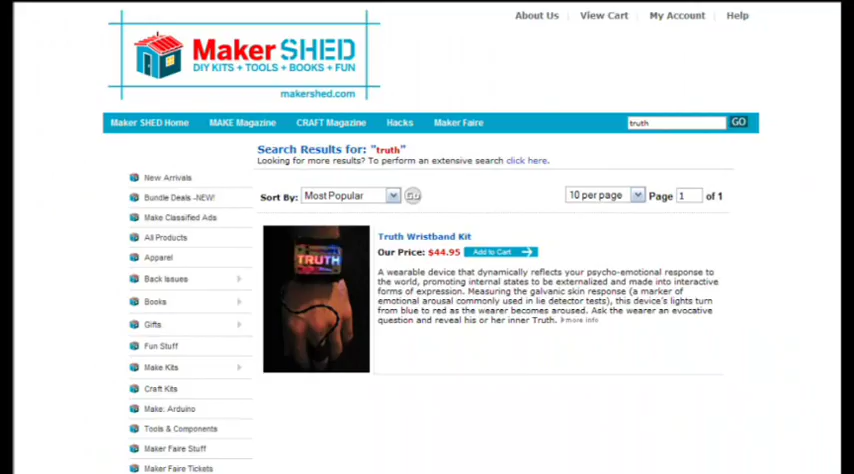 About Us | View Cart | My Account | Help
Maker SHED
DIY KITS + TOOLS + BOOKS + FUN
makershed.com
Maker SHED Home MAKE Magazine CRAFT Magazine Hacks Maker Faire truth GO
Search Results for: "truth"
Looking for more results? To perform an extensive search click here.
Sort By: Most Popular Go 10 per page Page 1 of 1
New Arrivals
Bundle Deals -NEW!
Make Classified Ads
All Products
Apparel
Back Issues
Books
Gifts
Fun Stuff
Make Kits
Craft Kits
Make: Arduino
Tools & Components
Maker Faire Stuff
Maker Faire Tickets
TRUTH
Truth Wristband Kit
Our Price: $44.95 Add to Cart
A wearable device that dynamically reflects your psycho-emotional response to
the world, promoting internal states to be externalized and made into interactive
forms of expression. Measuring the galvanic skin response (a marker of
emotional arousal commonly used in lie detector tests), this device's lights turn
from blue to red as the wearer becomes aroused. Ask the wearer an evocative
question and reveal his or her inner Truth. more info